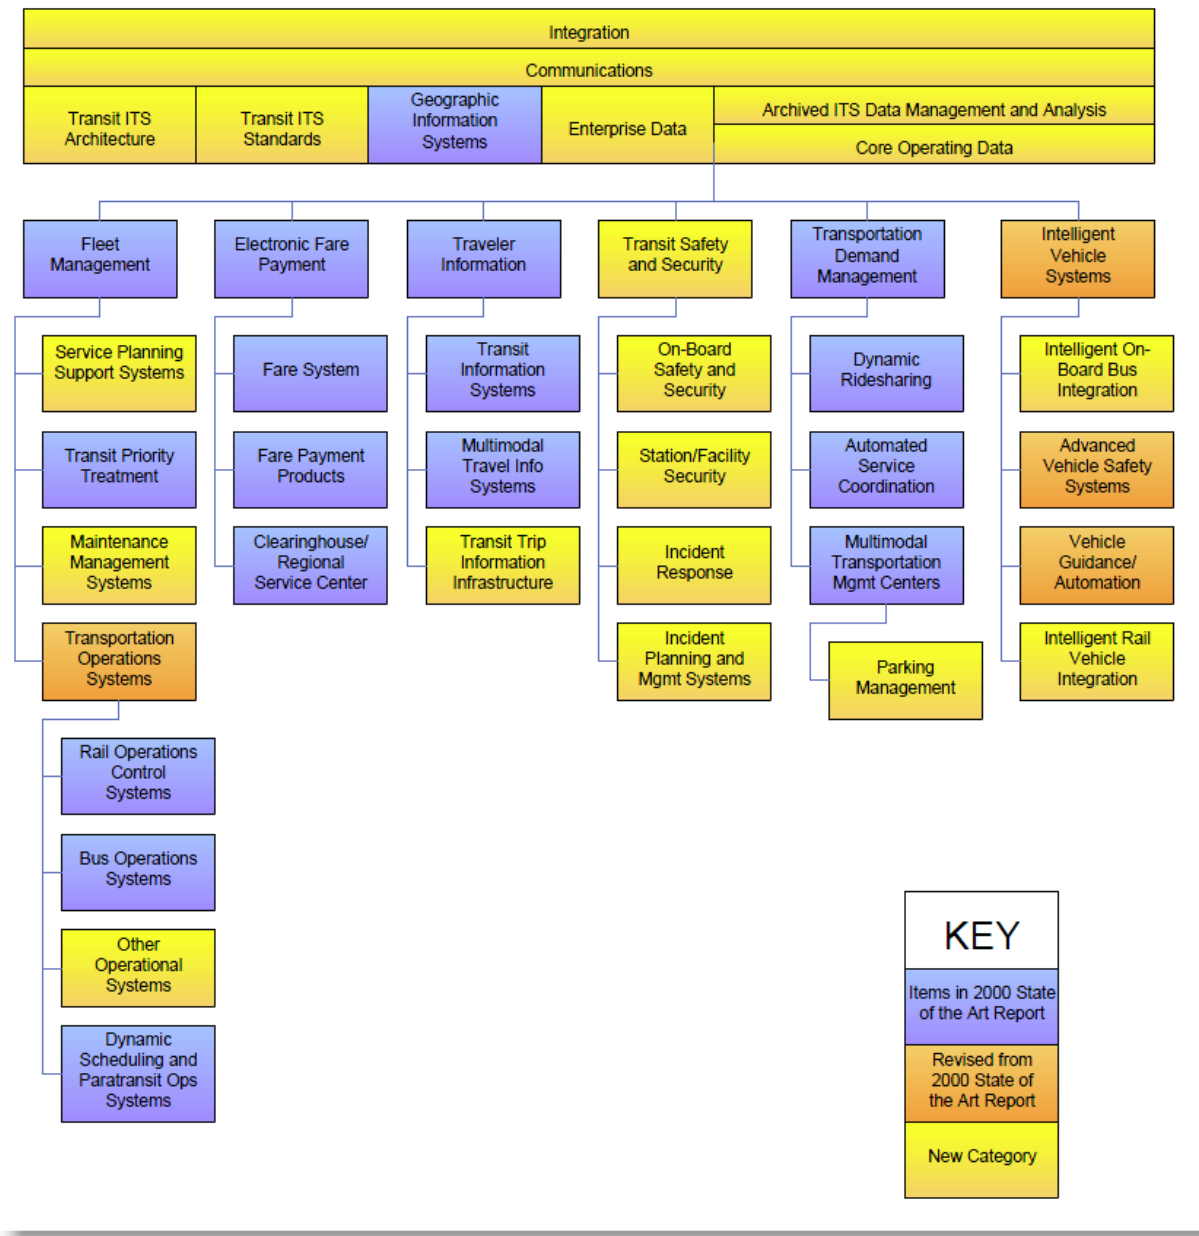 Integration
Communications
Transit ITS
Architecture
Transit ITS
Standards
Geographic
Information
Systems
Enterprise Data
Archived ITS Data Management and Analysis
Core Operating Data
Fleet
Management
Electronic Fare
Payment
Traveler
Information
Transit Safety
and Security
Transportation
Demand
Management
Intelligent
Vehicle
Systems
Service Planning
Support Systems
Transit Priority
Treatment
Maintenance
Management
Systems
Transportation
Operations
Systems
Rail Operations
Control
Systems
Bus Operations
Systems
Other
Operational
Systems
Dynamic
Scheduling and
Paratransit Ops
Systems
Fare System
Fare Payment
Products
Clearinghouse/
Regional
Service Center
Transit
Information
Systems
Multimodal
Travel Info
Systems
Transit Trip
Information
Infrastructure
On-Board
Safety and
Security
Station/Facility
Security
Incident
Response
Incident
Planning and
Mgmt Systems
Dynamic
Ridesharing
Automated
Service
Coordination
Multimodal
Transportation
Mgmt Centers
Parking
Management
Intelligent On-
Board Bus
Integration
Advanced
Vehicle Safety
Systems
Vehicle
Guidance/
Automation
Intelligent Rail
Vehicle
Integration
KEY
Items in 2000 State
of the Art Report
Revised from
2000 State of
the Art Report
New Category